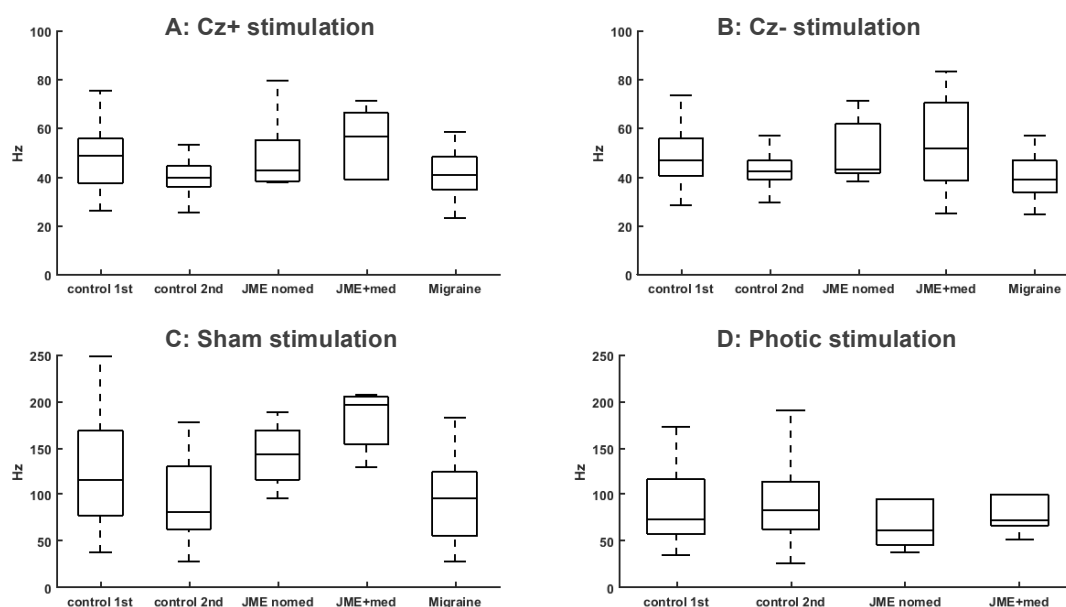 A: Cz+ stimulation
100
80
60
40
20
0
Hz
control 1st control 2nd JME nomed JME+med Migraine
B: Cz- stimulation
100
80
60
40
20
0
Hz
control 1st control 2nd JME nomed JME+med Migraine
C: Sham stimulation
250
200
150
100
50
0
Hz
control 1st control 2nd JME nomed JME+med Migraine
D: Photic stimulation
250
200
150
100
50
0
Hz
control 1st control 2nd JME nomed JME+med